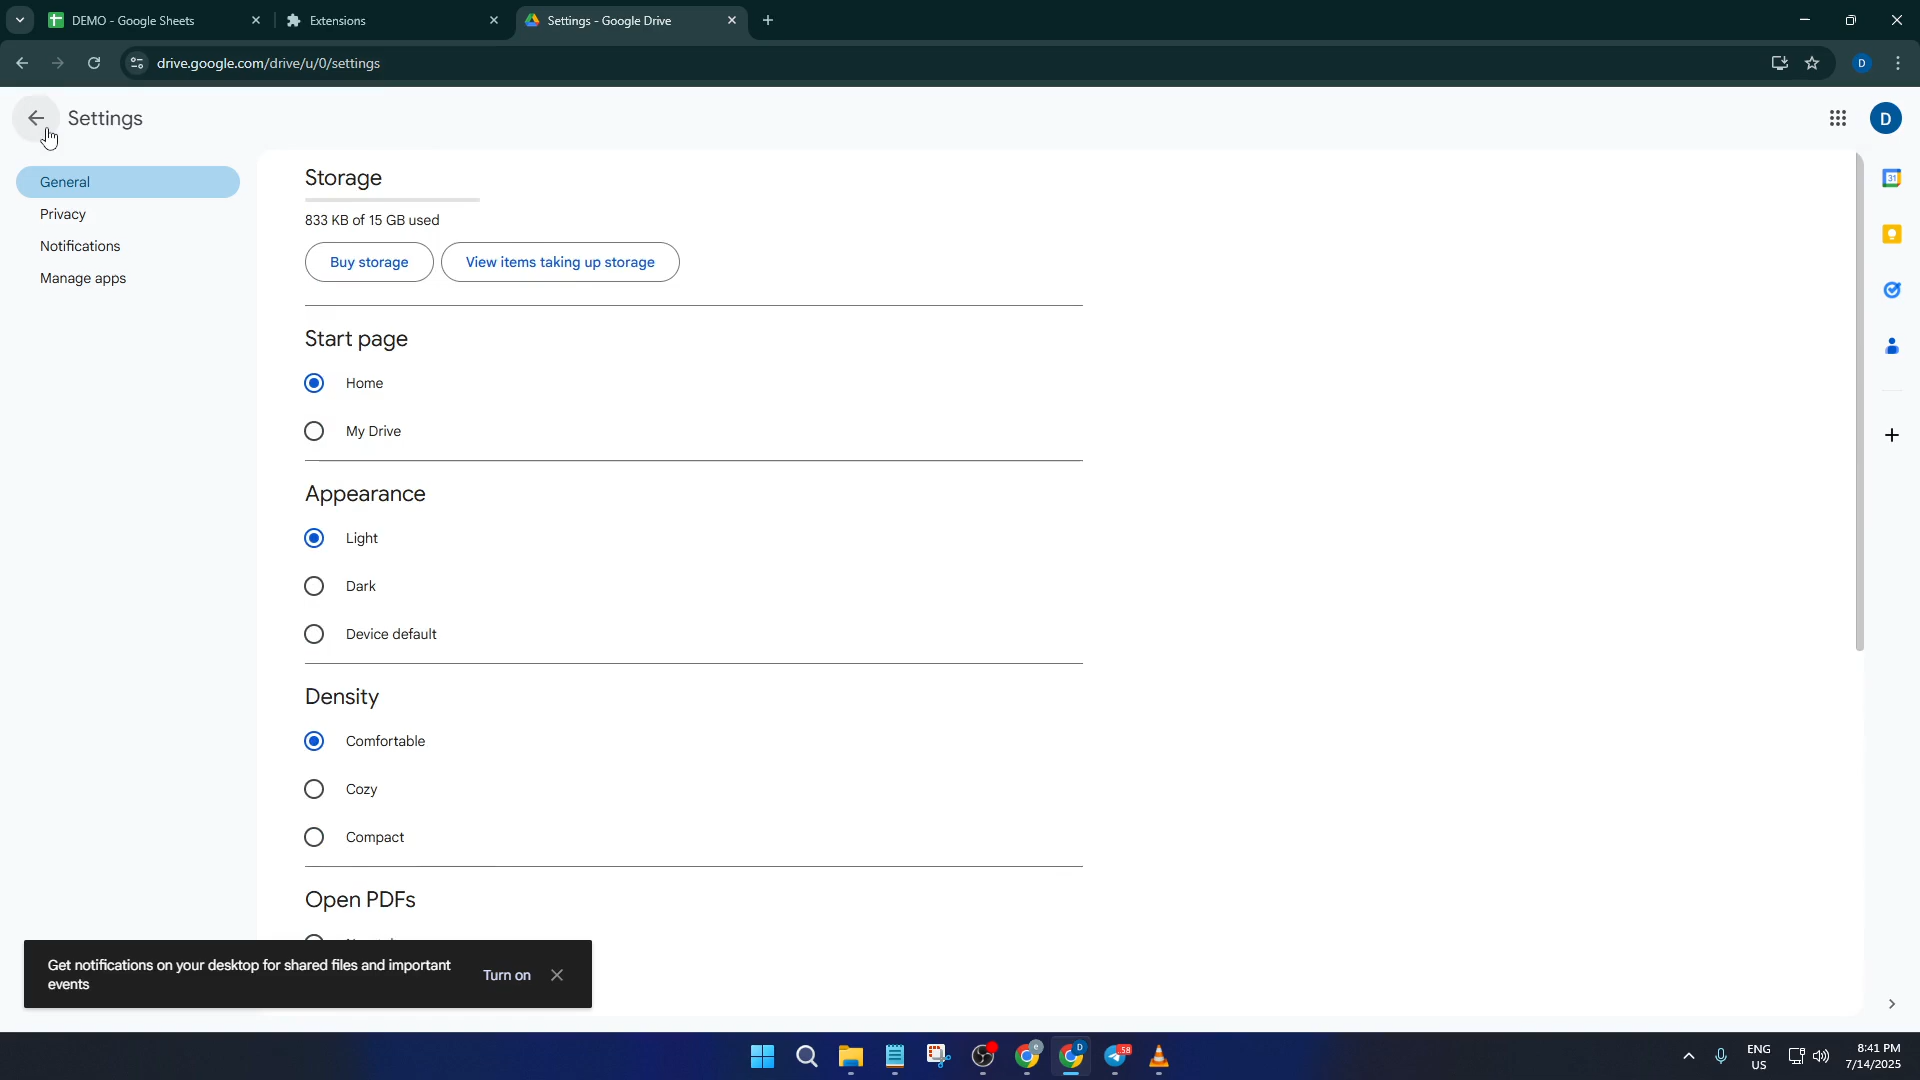 DEMO - Google Sheets
Extensions
Settings - Google Drive
drive.google.com/drive/u/0/settings
D
Settings
D
General
Privacy
Notifications
Manage apps
Storage
833 KB of 15 GB used
Buy storage
View items taking up storage
Start page
Home
My Drive
Appearance
Light
Dark
Device default
Density
Comfortable
Cozy
Compact
Open PDFs
31
Get notifications on your desktop for shared files and important
events
Turn on
e
D
58
ENG
US
8:41 PM
7/14/2025